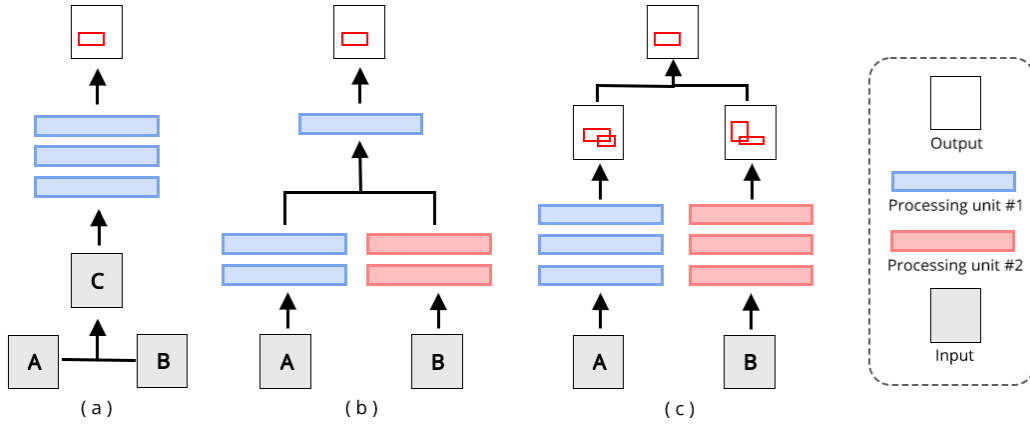 C
A
B
( a )
A
B
( b )
A
B
( c )
Output
Processing unit #1
Processing unit #2
Input